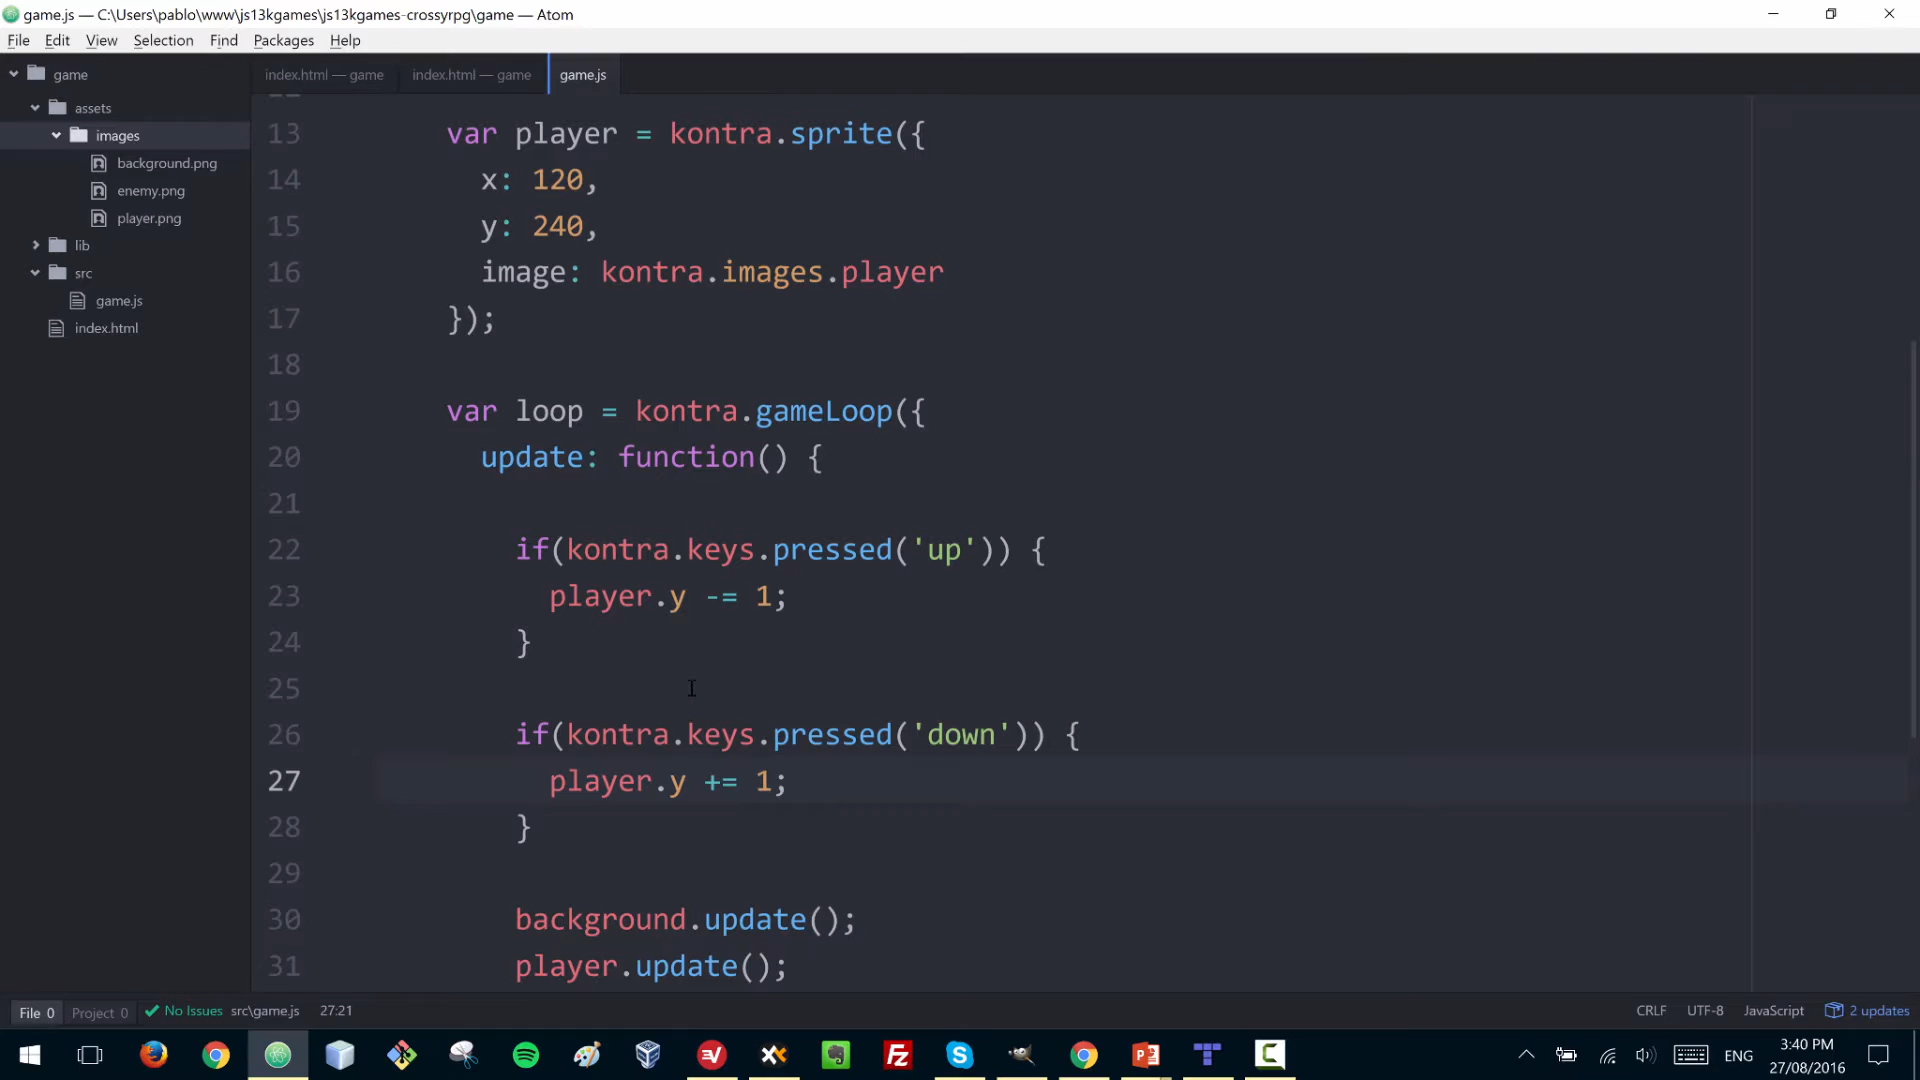 game.js — C:\Users\pablo\www\js13kgames\js13kgames-crossyrpg\game — Atom
File Edit View Selection Find Packages Help
game
assets
images
background.png
enemy.png
player.png
lib
src
game.js
index.html
index.html — game index.html — game game.js
13 var player = kontra.sprite({
14 x: 120,
15 y: 240,
16 image: kontra.images.player
17 });
18
19 var loop = kontra.gameLoop({
20 update: function() {
21
22 if(kontra.keys.pressed('up')) {
23 player.y -= 1;
24 }
25
26 if(kontra.keys.pressed('down')) {
27 player.y += 1;
28 }
29
30 background.update();
31 player.update();
File 0 Project 0 No Issues src\game.js 27:21 CRLF UTF-8 JavaScript 2 updates
ENG 3:40 PM
27/08/2016